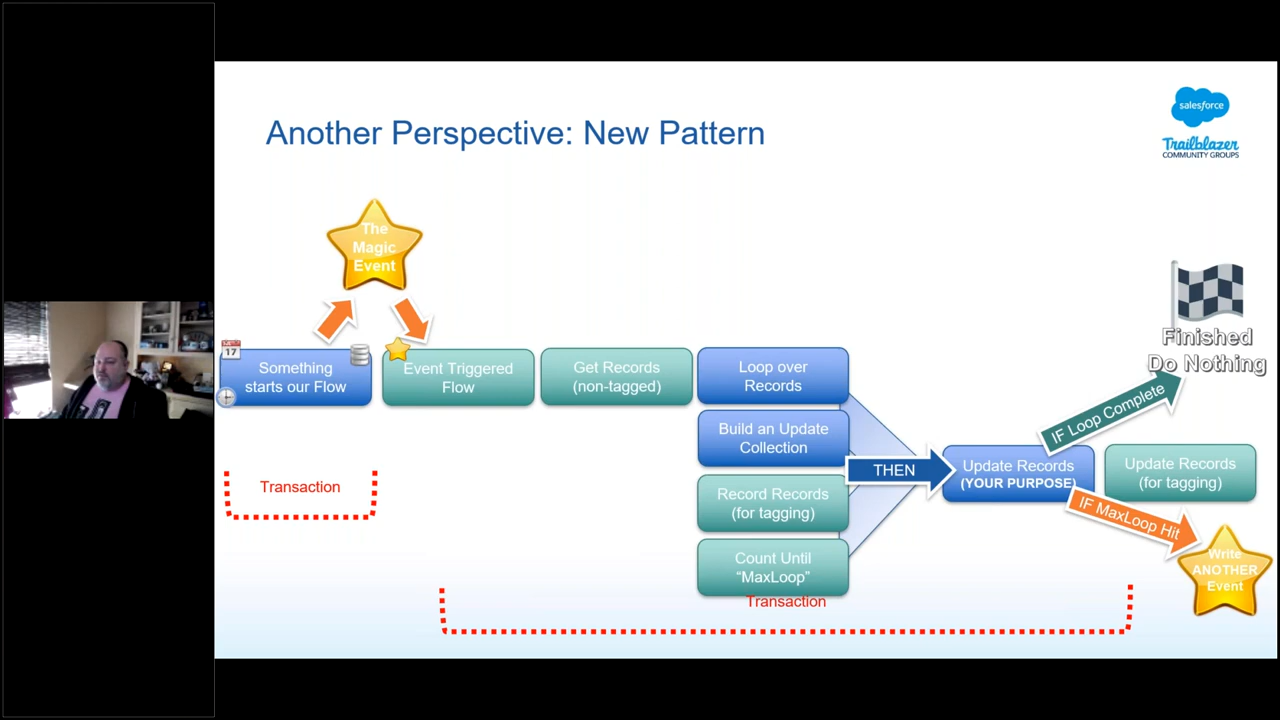 Another Perspective: New Pattern
salesforce
Trailblazer
COMMUNITY GROUPS
The
Magic
Event
17
Something
starts our Flow
Event Triggered
Flow
Get Records
(non-tagged)
Loop over
Records
Build an Update
Collection
Record Records
(for tagging)
Count Until
“MaxLoop”
THEN
Update Records
(YOUR PURPOSE)
Update Records
(for tagging)
IF Loop Complete
Finished
Do Nothing
IF MaxLoop Hit
Write
ANOTHER
Event
Transaction
Transaction